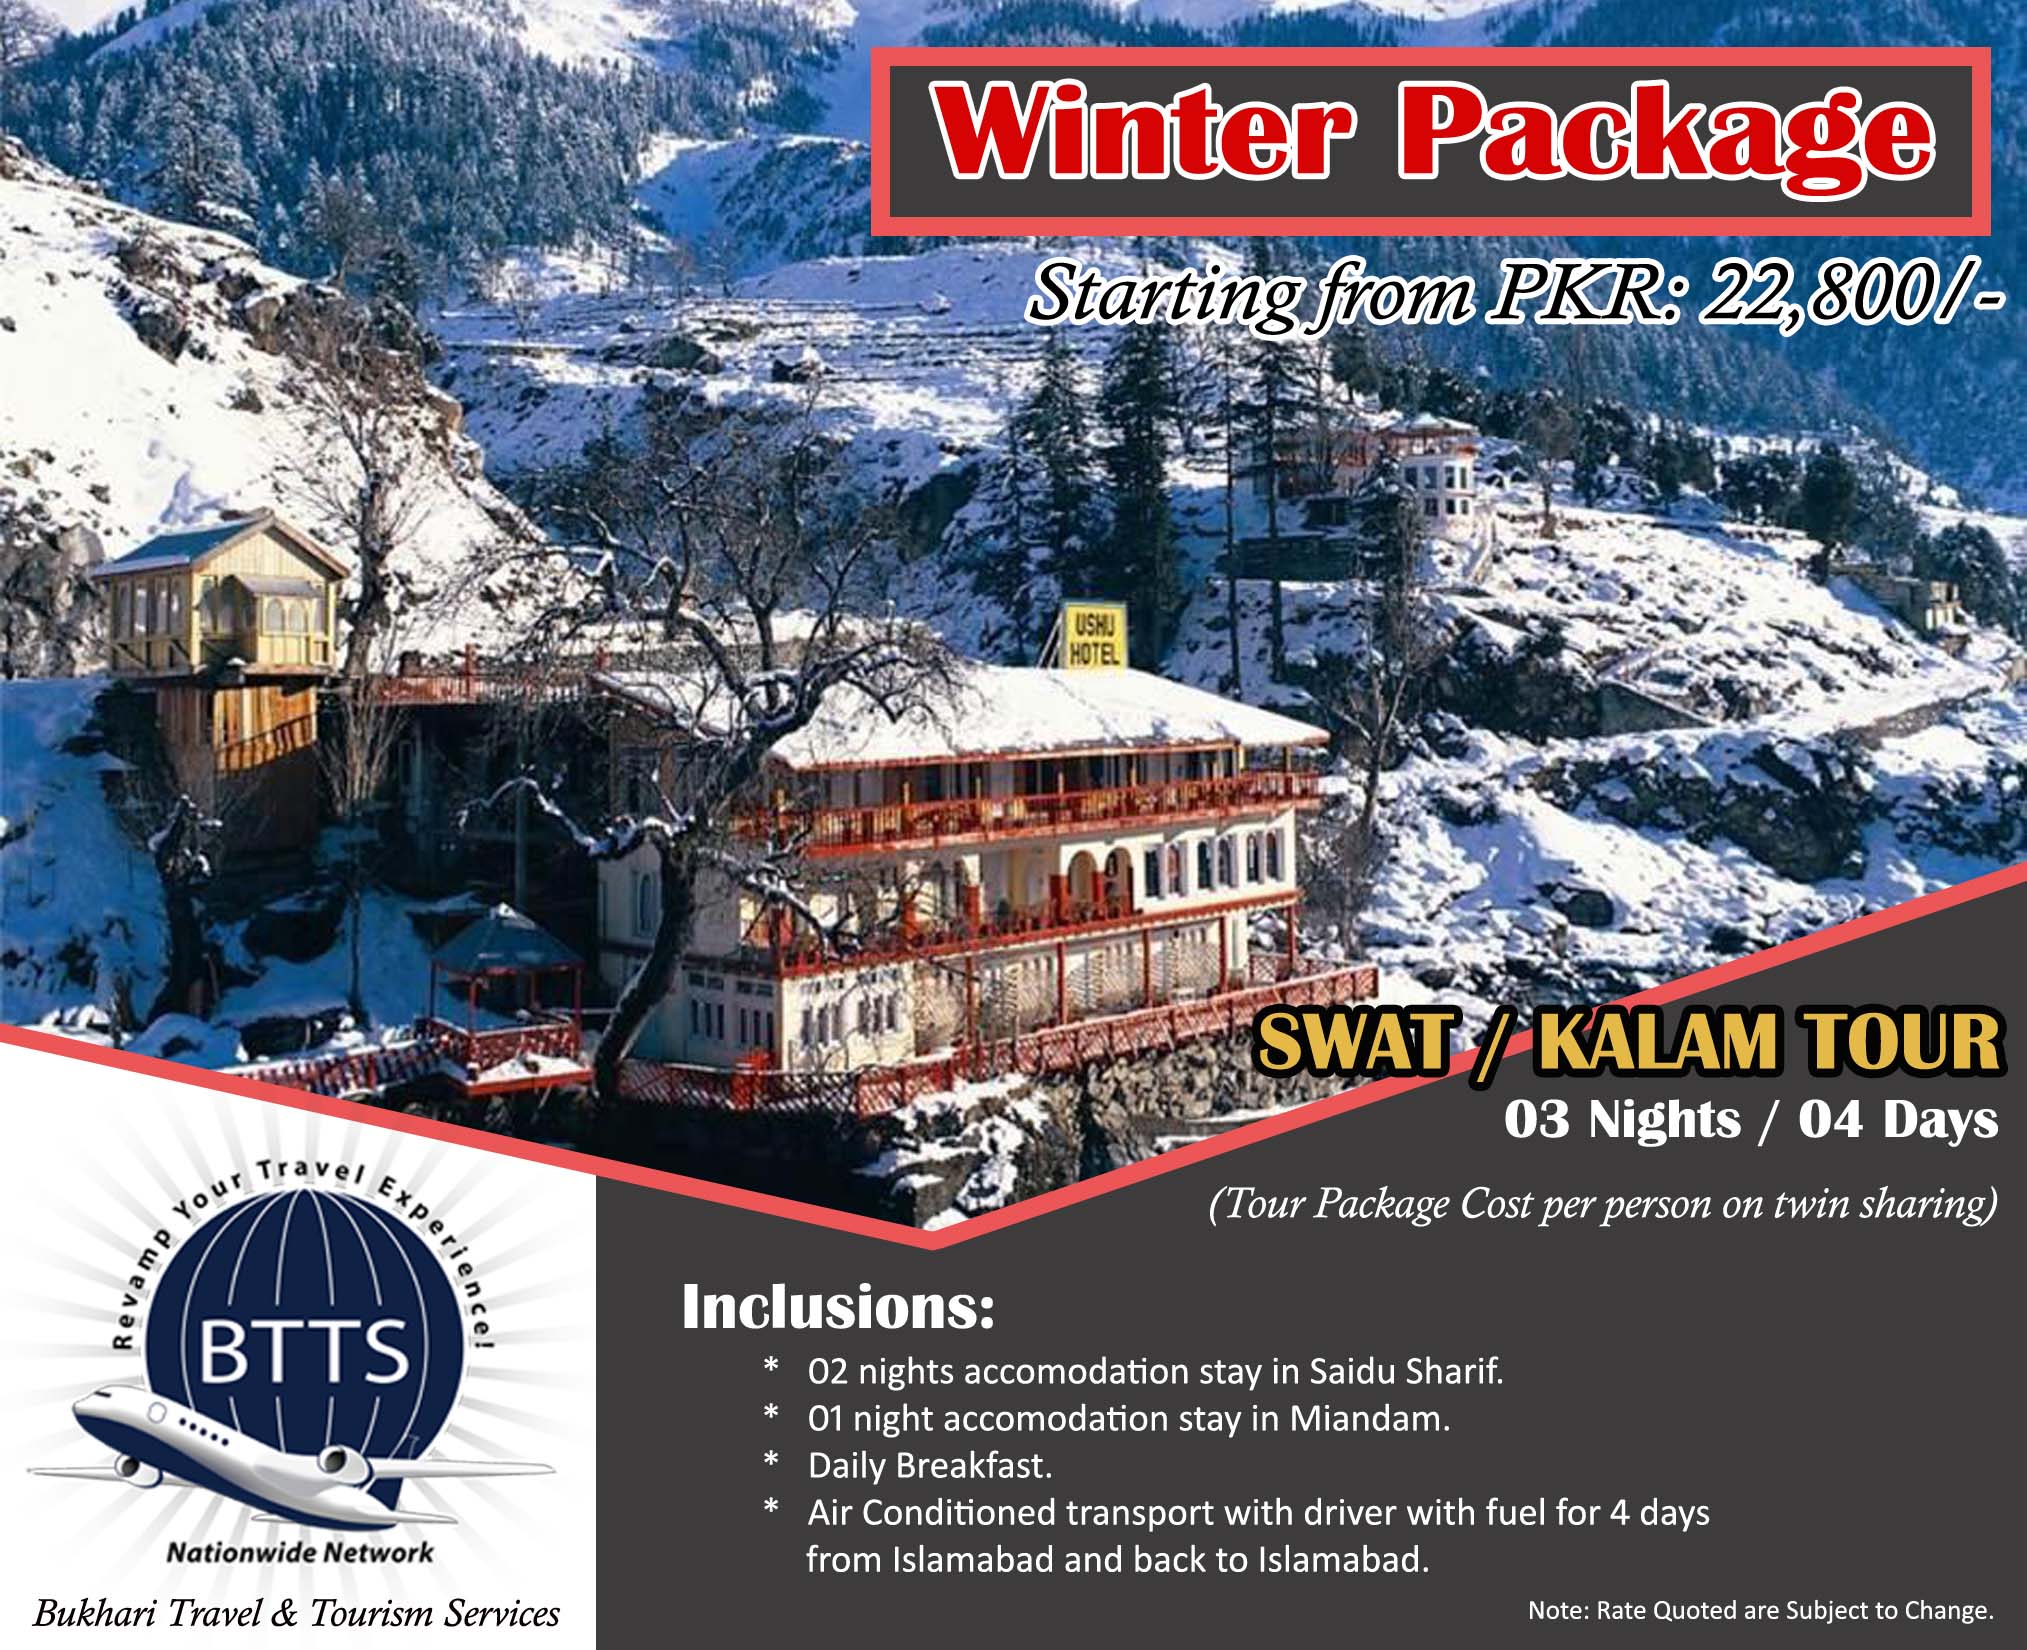 Winter Package
Starting from PKR: 22,800/-
USHU
HOTEL
SWAT / KALAM TOUR
03 Nights / 04 Days
(Tour Package Cost per person on twin sharing)
Revamp Your Travel Experience!
BTTS
Nationwide Network
Bukhari Travel & Tourism Services
Inclusions:
* 02 nights accomodation stay in Saidu Sharif.
* 01 night accomodation stay in Miandam.
* Daily Breakfast.
* Air Conditioned transport with driver with fuel for 4 days
from Islamabad and back to Islamabad.
Note: Rate Quoted are Subject to Change.